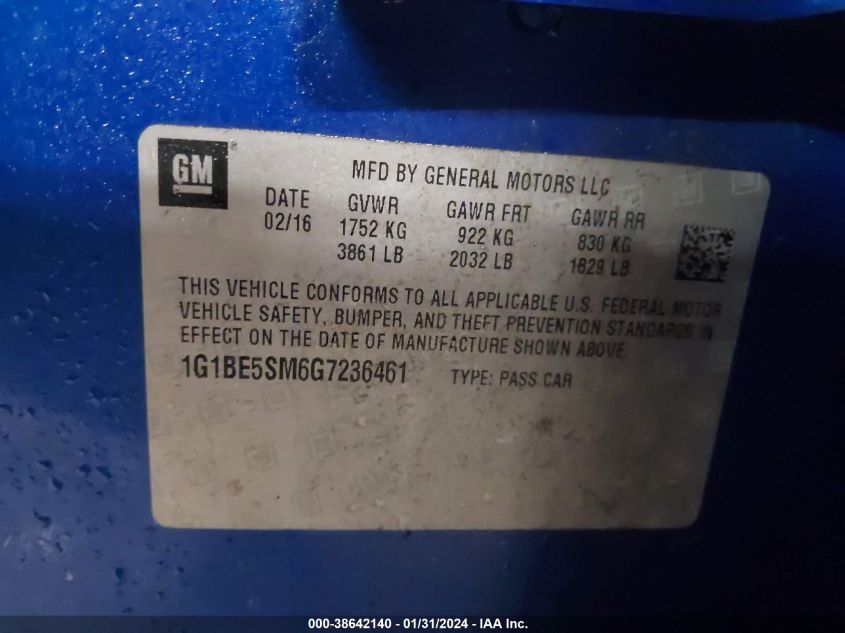 GM ®
MFD BY GENERAL MOTORS LLC
DATE GVWR GAWR FRT GAWR RR
02/16 1752 KG 922 KG 830 KG
3861 LB 2032 LB 1829 LB
THIS VEHICLE CONFORMS TO ALL APPLICABLE U.S. FEDERAL MOTOR
VEHICLE SAFETY, BUMPER, AND THEFT PREVENTION STANDARDS IN
EFFECT ON THE DATE OF MANUFACTURE SHOWN ABOVE.
1G1BE5SM6G7236461 TYPE: PASS CAR
000-38642140 - 01/31/2024 - IAA Inc.